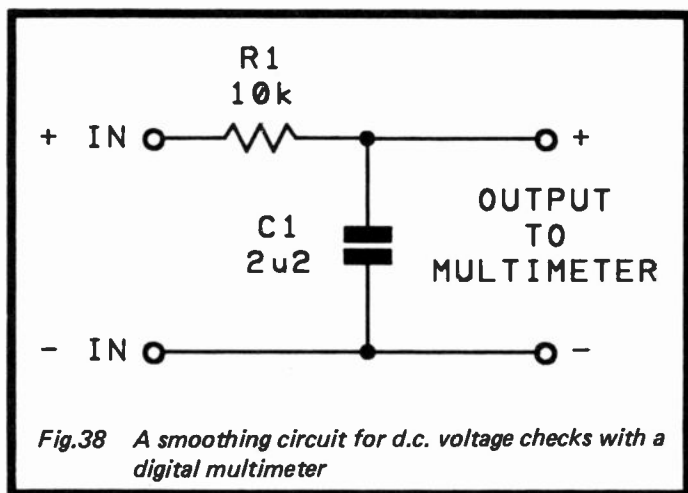 R1
10k
+ IN
+
C1
2u2
OUTPUT
TO
MULTIMETER
- IN
-
Fig.38 A smoothing circuit for d.c. voltage checks with a
digital multimeter